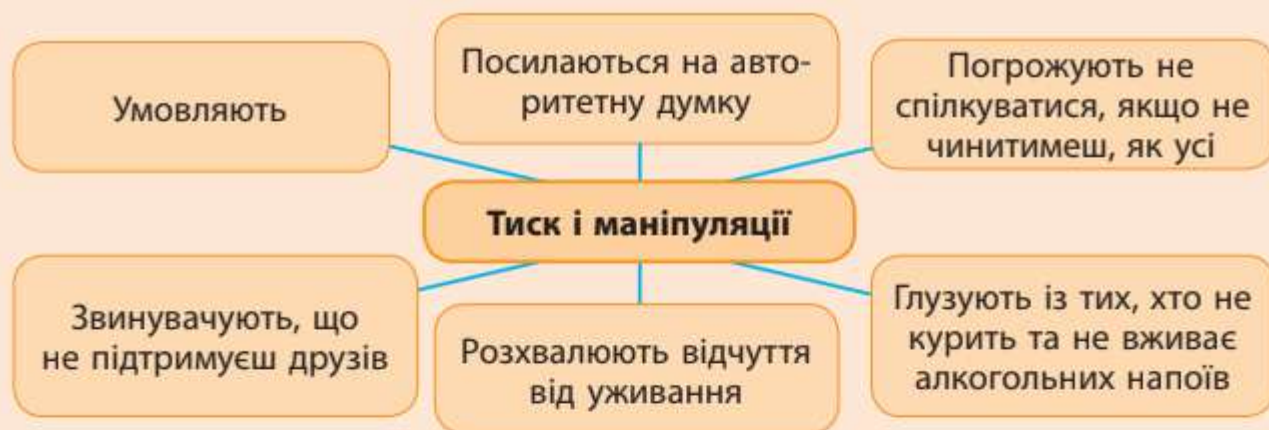 Умовляють
Посилаються на авто-
ритетну думку
Погрожують не
спілкуватися, якщо не
чинитимеш, як усі
Тиск і маніпуляції
Звинувачують, що
не підтримуєш друзів
Розхвалюють відчуття
від уживання
Глузують із тих, хто не
курить та не вживає
алкогольних напоїв